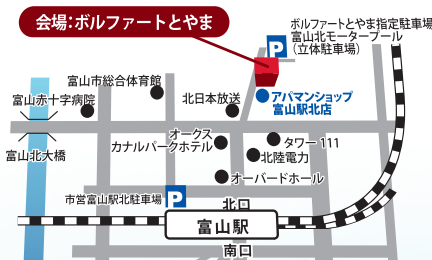 会場：ボルファートとやま
P
ボルファートとやま指定駐車場
富山北モータープール
（立体駐車場）
富山市総合体育館
富山赤十字病院
北日本放送
アパマンショップ
富山駅北店
オークス
カナルパークホテル
タワー111
北陸電力
富山北大橋
オーバードホール
市営富山駅北駐車場
P
北口
富山駅
南口